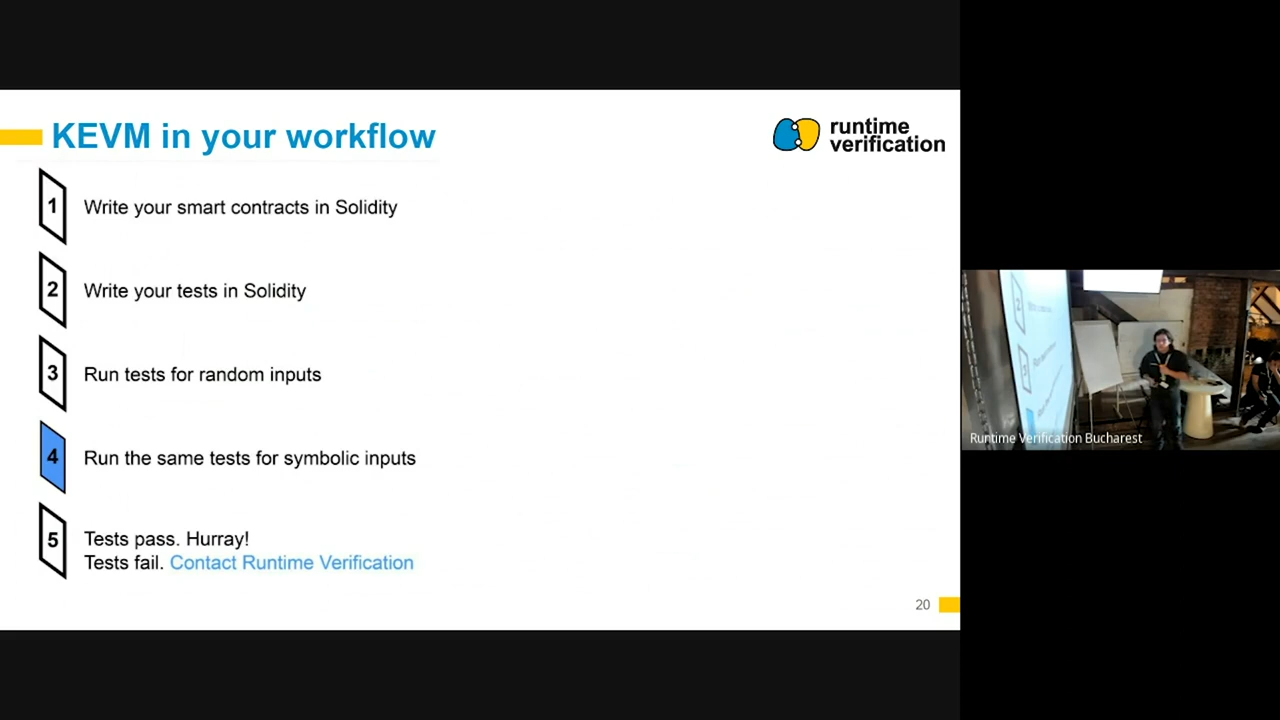 KEVM in your workflow
runtime
verification
1
Write your smart contracts in Solidity
2
Write your tests in Solidity
3
Run tests for random inputs
4
Run the same tests for symbolic inputs
5
Tests pass. Hurray!
Tests fail. Contact Runtime Verification
20
Runtime Verification Bucharest